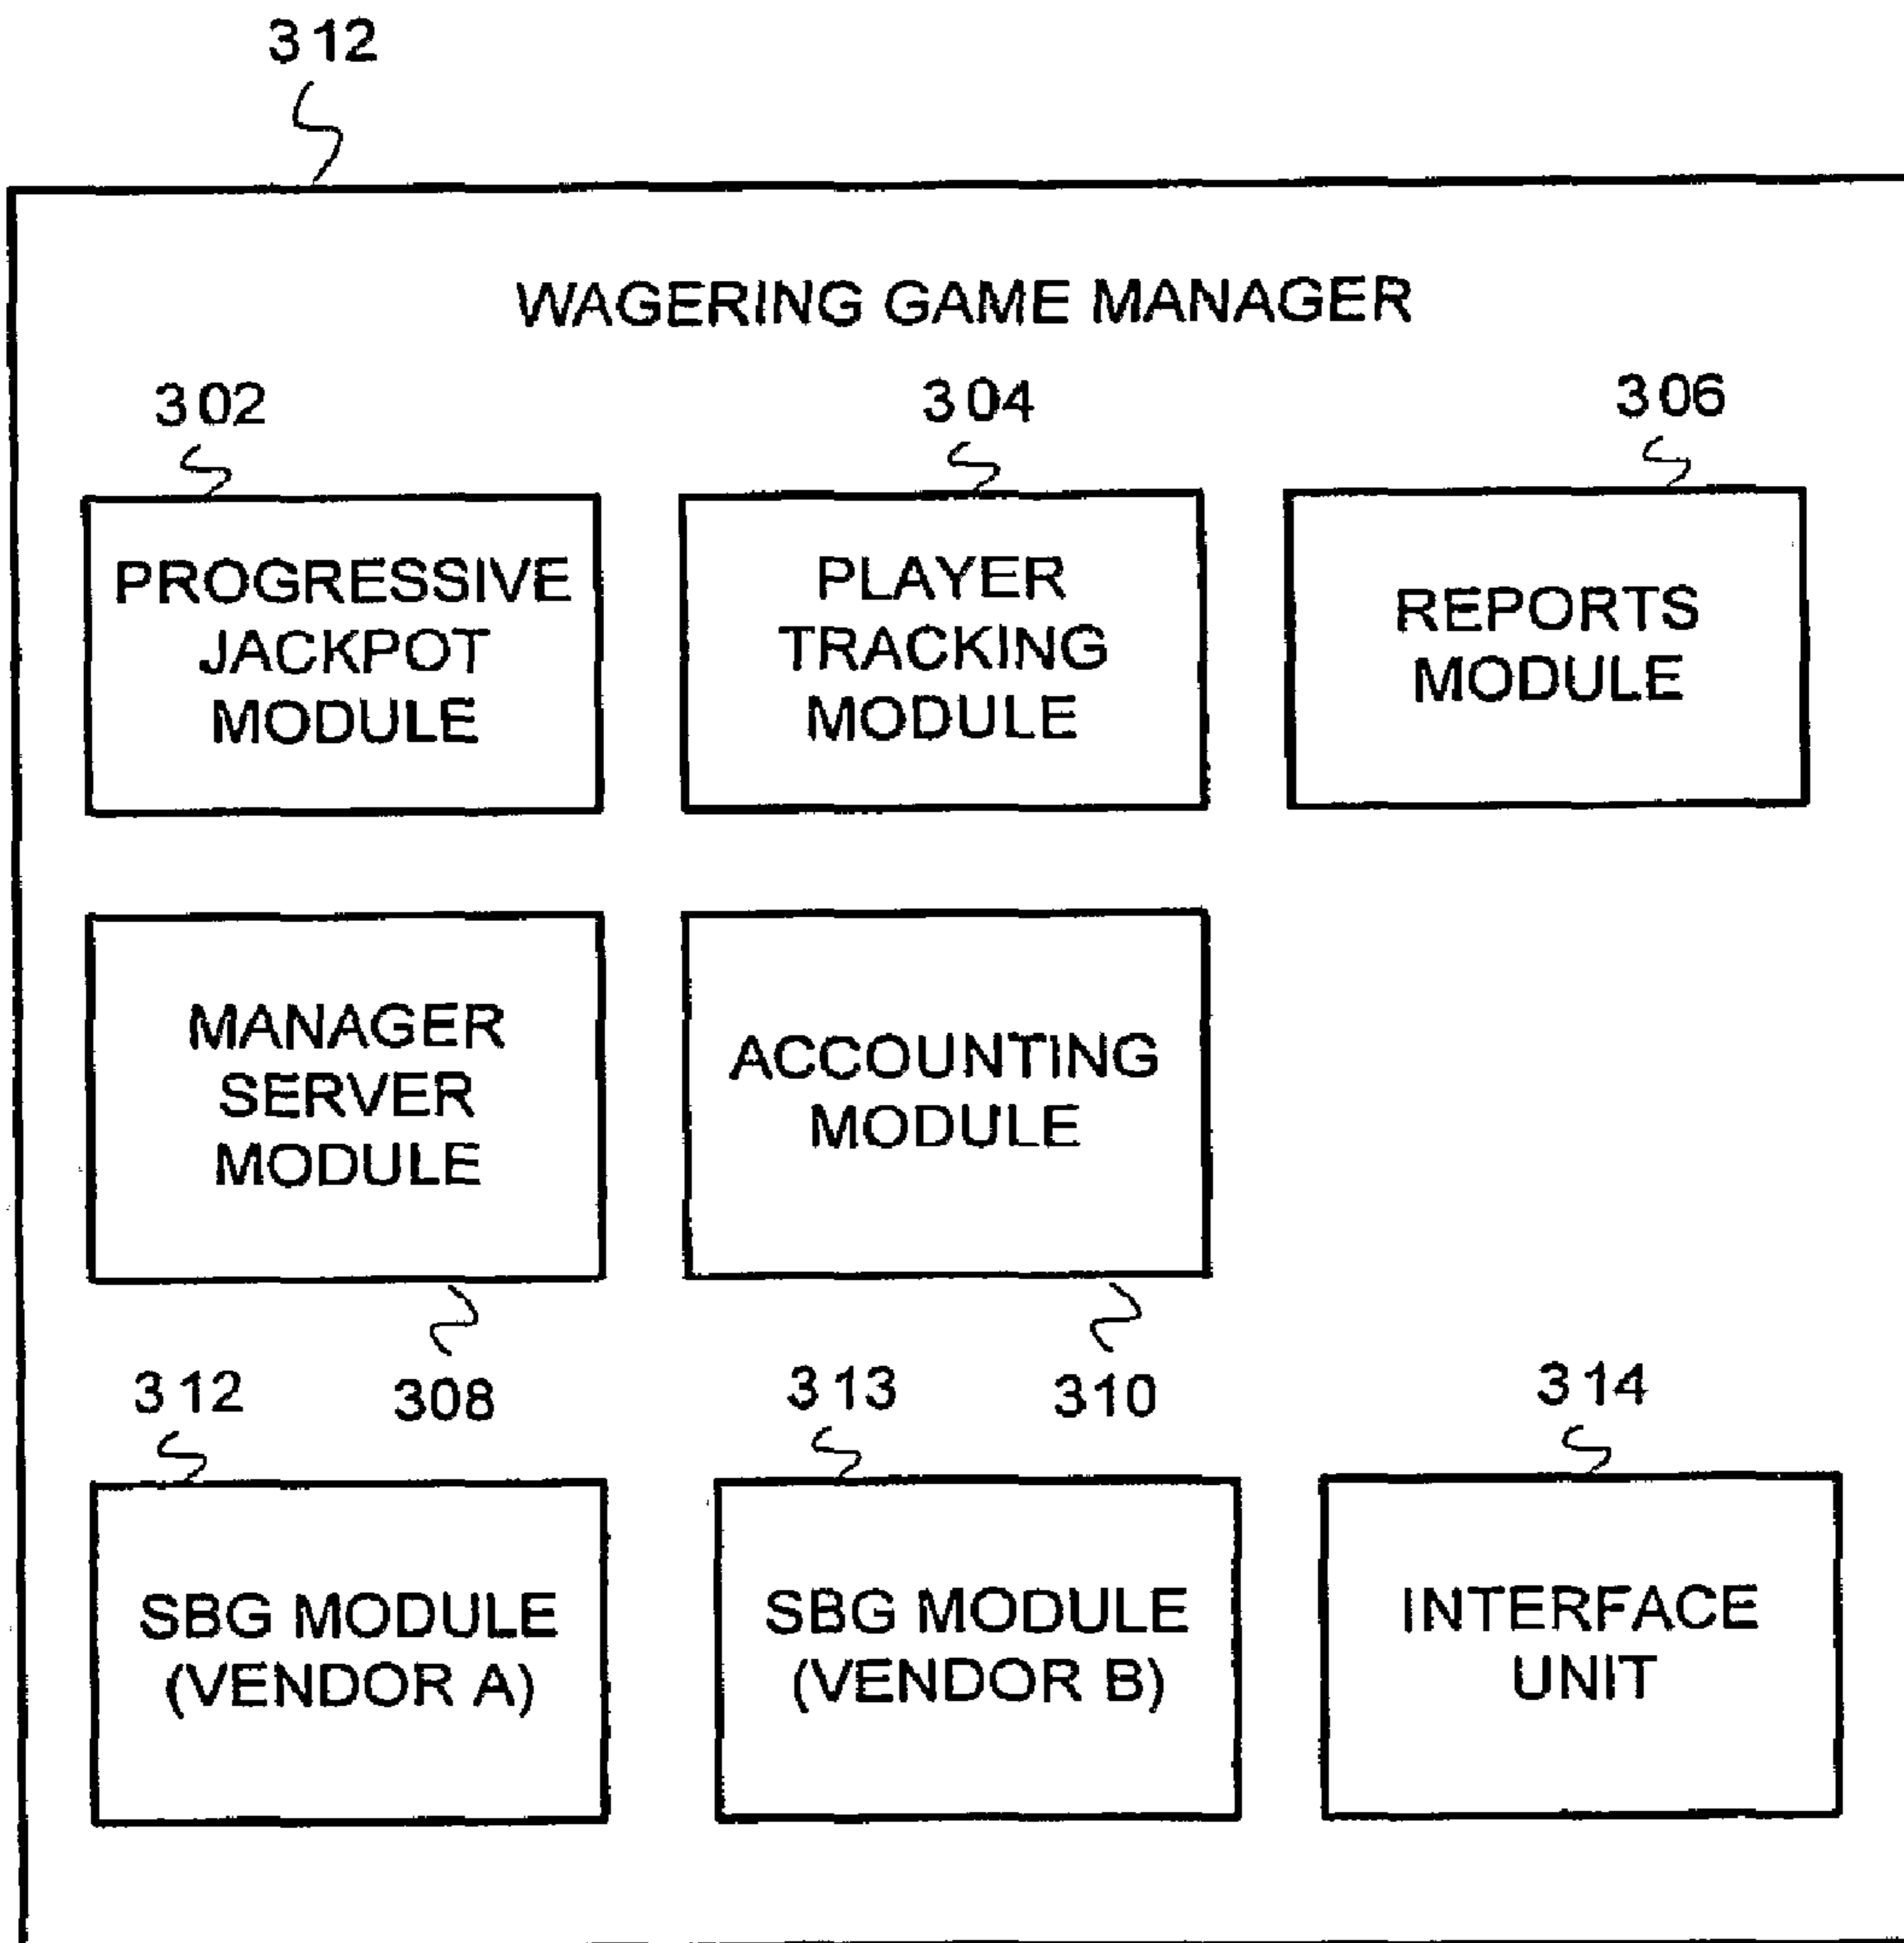 312
WAGERING GAME MANAGER
302
304
306
PROGRESSIVE
JACKPOT
MODULE
PLAYER
TRACKING
MODULE
REPORTS
MODULE
MANAGER
SERVER
MODULE
ACCOUNTING
MODULE
308
310
312
313
314
SBG MODULE
(VENDOR A)
SBG MODULE
(VENDOR B)
INTERFACE
UNIT